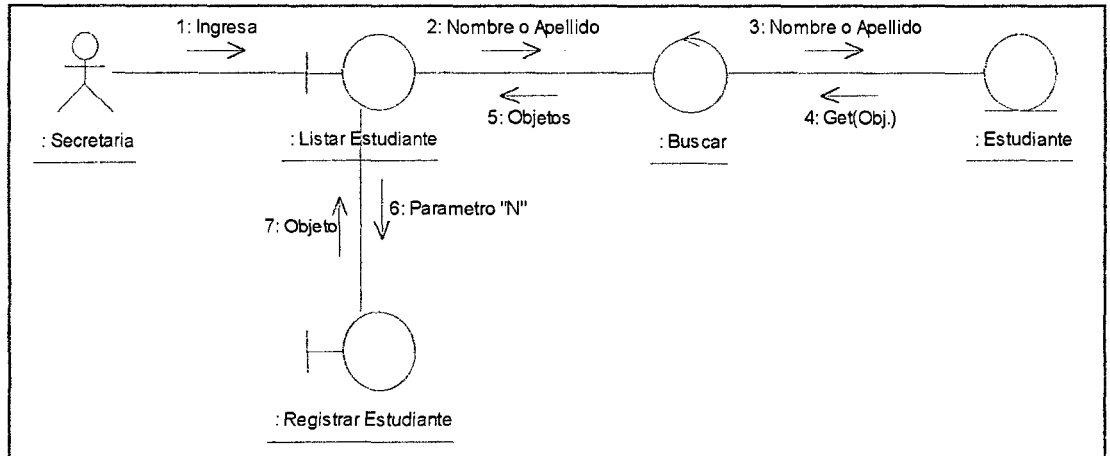 1: Ingresa
2: Nombre o Apellido
3: Nombre o Apellido
5: Objetos
4: Get(Obj.)
: Secretaria
: Listar Estudiante
: Buscar
: Estudiante
6: Parametro "N"
7: Objeto
: Registrar Estudiante